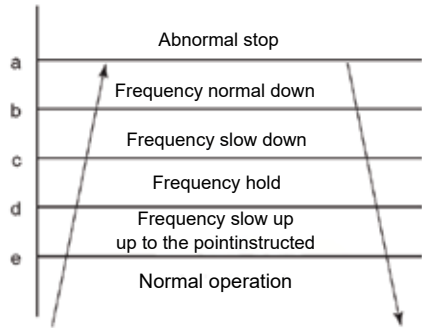 Abnormal stop
a
Frequency normal down
b
Frequency slow down
c
Frequency hold
d
Frequency slow up
up to the pointinstructed
e
Normal operation